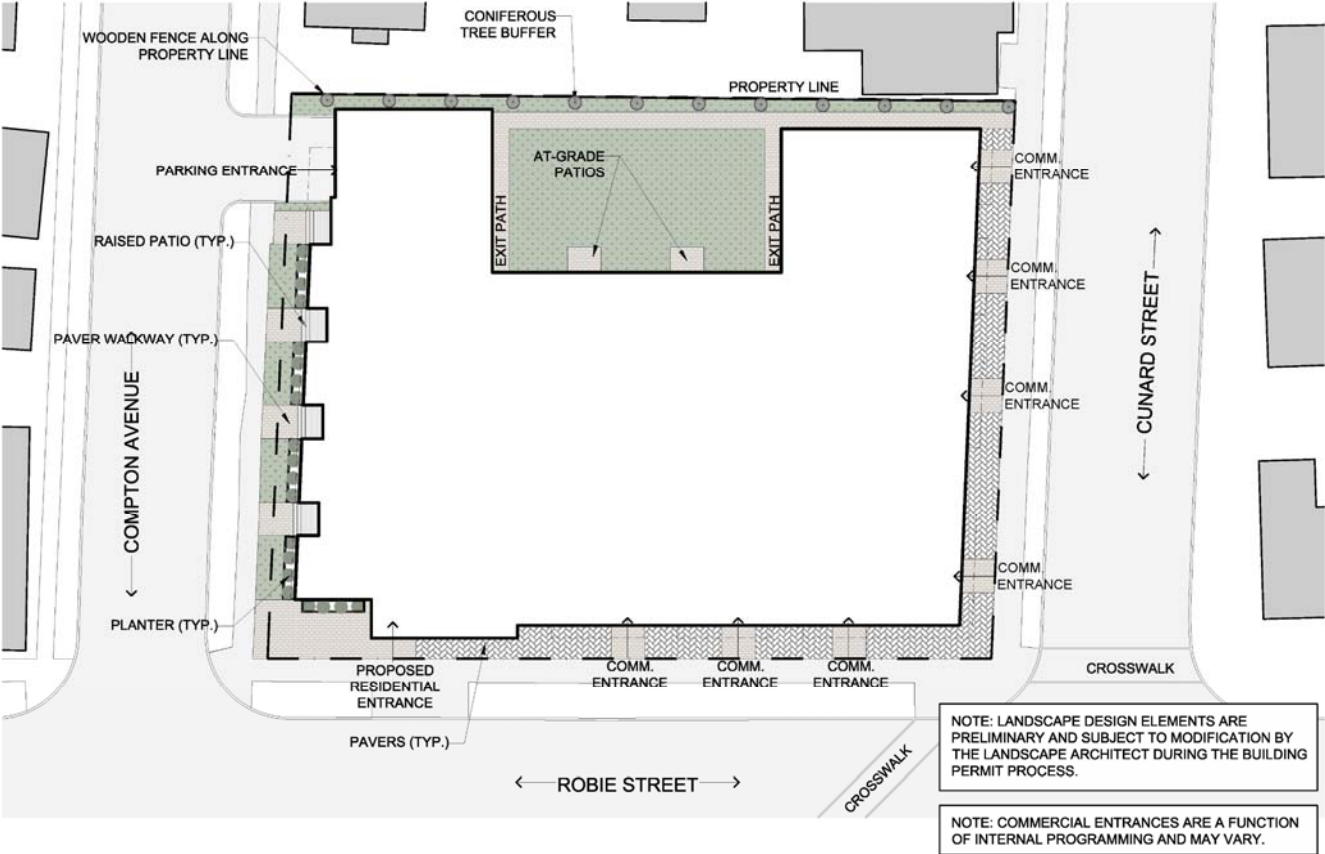 CONIFEROUS
TREE BUFFER
WOODEN FENCE ALONG
PROPERTY LINE
PROPERTY LINE
AT-GRADE
PATIOS
PARKING ENTRANCE
COMM.
ENTRANCE
EXIT PATH
EXIT PATH
RAISED PATIO (TYP.)
COMM.
ENTRANCE
PAVER WALKWAY (TYP.)
COMM.
ENTRANCE
CUNARD STREET
COMPTON AVENUE
COMM.
ENTRANCE
PLANTER (TYP.)
PROPOSED
RESIDENTIAL
ENTRANCE
COMM.
ENTRANCE
COMM.
ENTRANCE
COMM.
ENTRANCE
CROSSWALK
PAVERS (TYP.)
ROBIE STREET
CROSSWALK
NOTE: LANDSCAPE DESIGN ELEMENTS ARE
PRELIMINARY AND SUBJECT TO MODIFICATION BY
THE LANDSCAPE ARCHITECT DURING THE BUILDING
PERMIT PROCESS.
NOTE: COMMERCIAL ENTRANCES ARE A FUNCTION
OF INTERNAL PROGRAMMING AND MAY VARY.